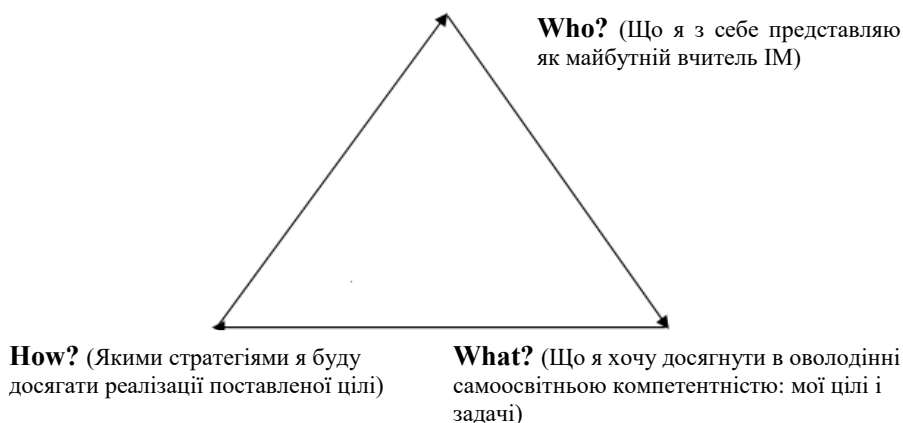 Who? (Що я з себе представляю
як майбутній вчитель ІМ)
How? (Якими стратегіями я буду
досягати реалізації поставленої цілі)
What? (Що я хочу досягнути в оволодінні
самоосвітньою компетентністю: мої цілі і
задачі)